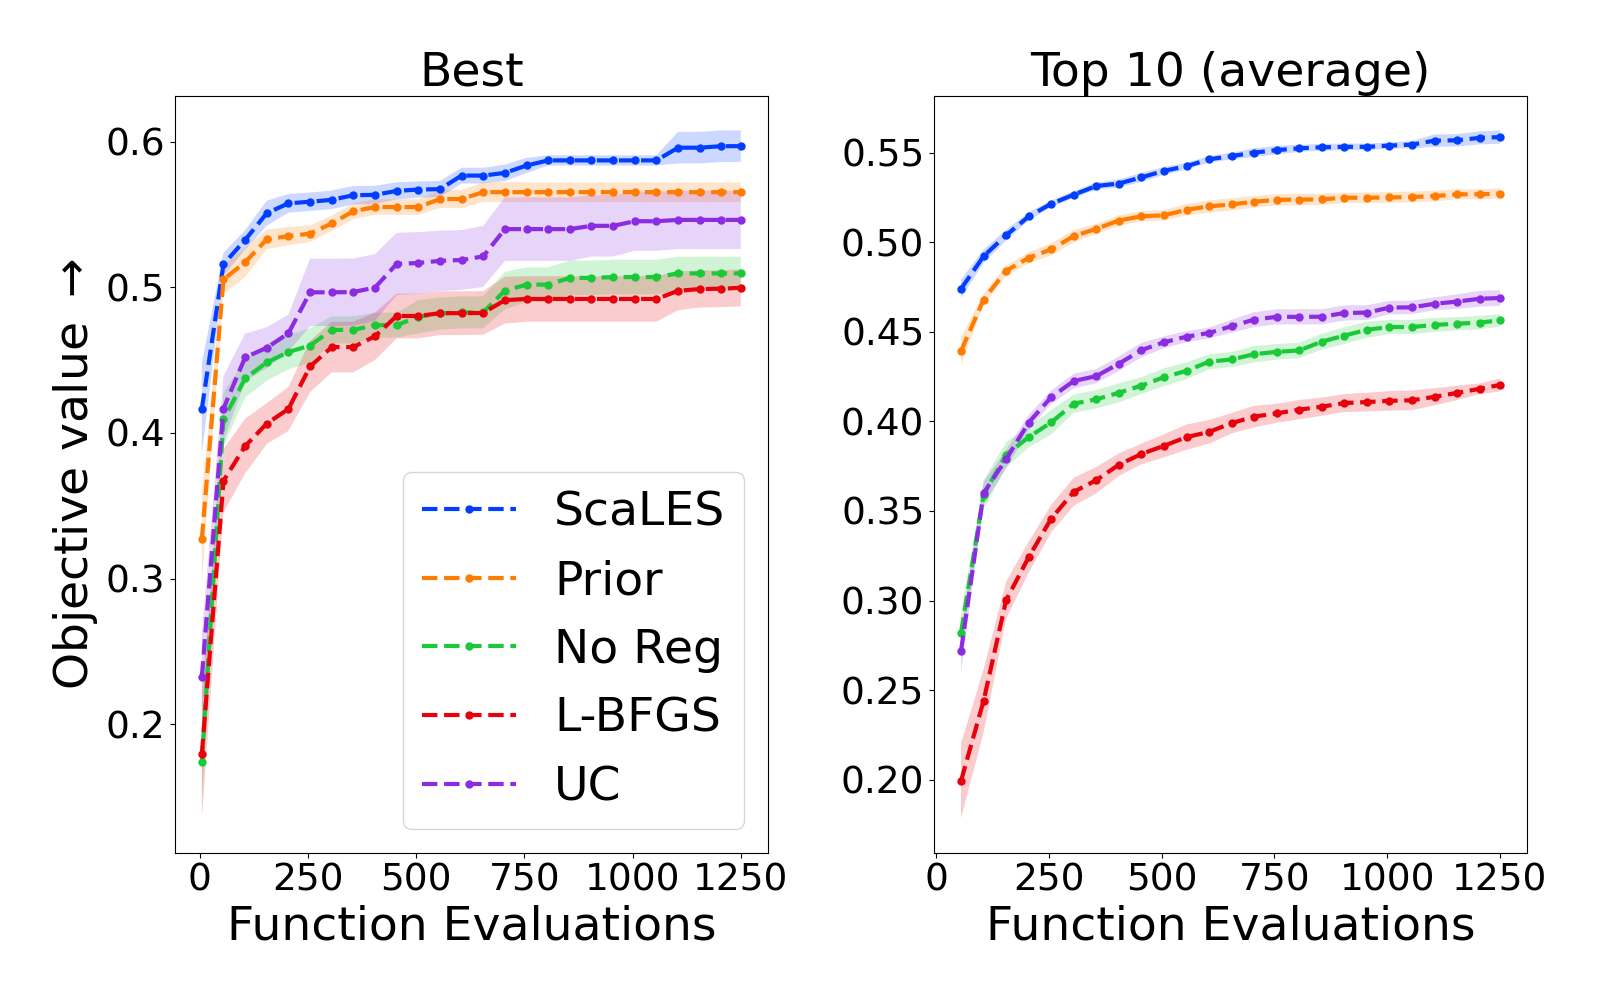 Best
Top 10 (average)
Objective value →
0.6
0.5
0.4
0.3
0.2
0 250 500 750 1000 1250
Function Evaluations
ScaLES
Prior
No Reg
L-BFGS
UC
0.55
0.50
0.45
0.40
0.35
0.30
0.25
0.20
0 250 500 750 1000 1250
Function Evaluations